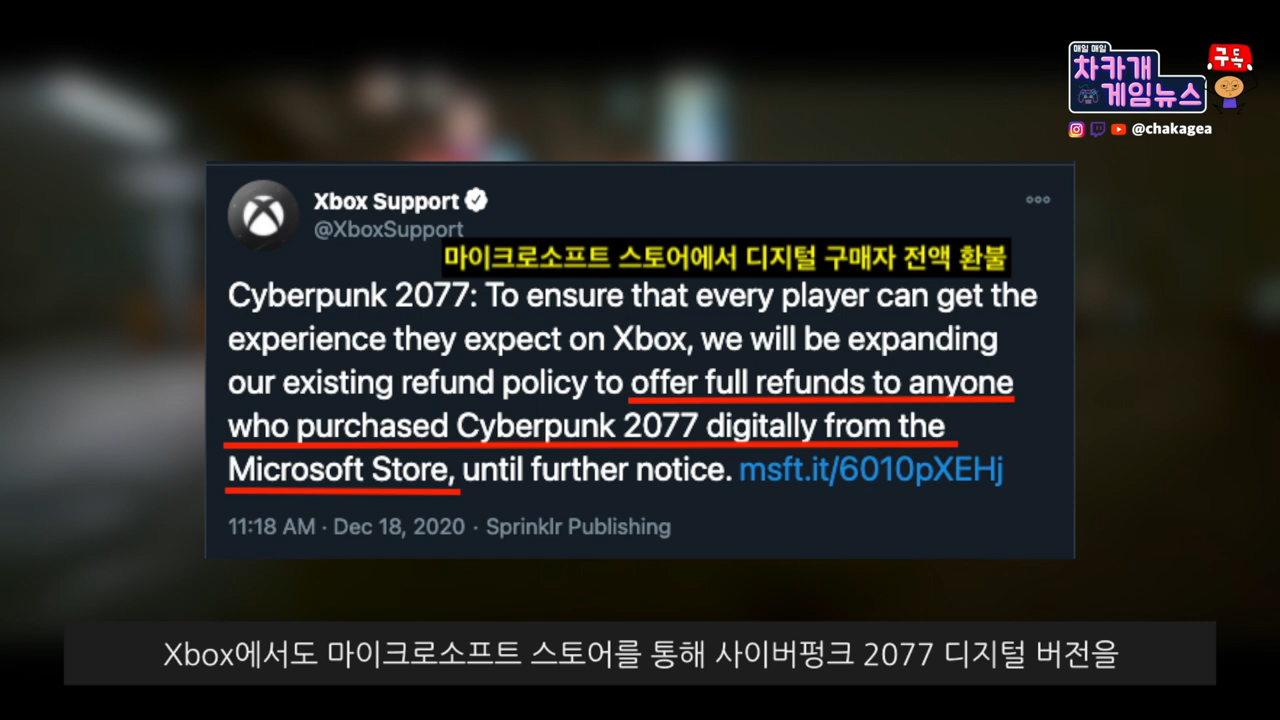 매일 매일
차카개
게임뉴스
구독
@chakagea
Xbox Support
@XboxSupport
마이크로소프트 스토어에서 디지털 구매자 전액 환불
Cyberpunk 2077: To ensure that every player can get the
experience they expect on Xbox, we will be expanding
our existing refund policy to offer full refunds to anyone
who purchased Cyberpunk 2077 digitally from the
Microsoft Store, until further notice. msft.it/6010pXEHj
11:18 AM · Dec 18, 2020 · Sprinklr Publishing
Xbox에서도 마이크로소프트 스토어를 통해 사이버펑크 2077 디지털 버전을